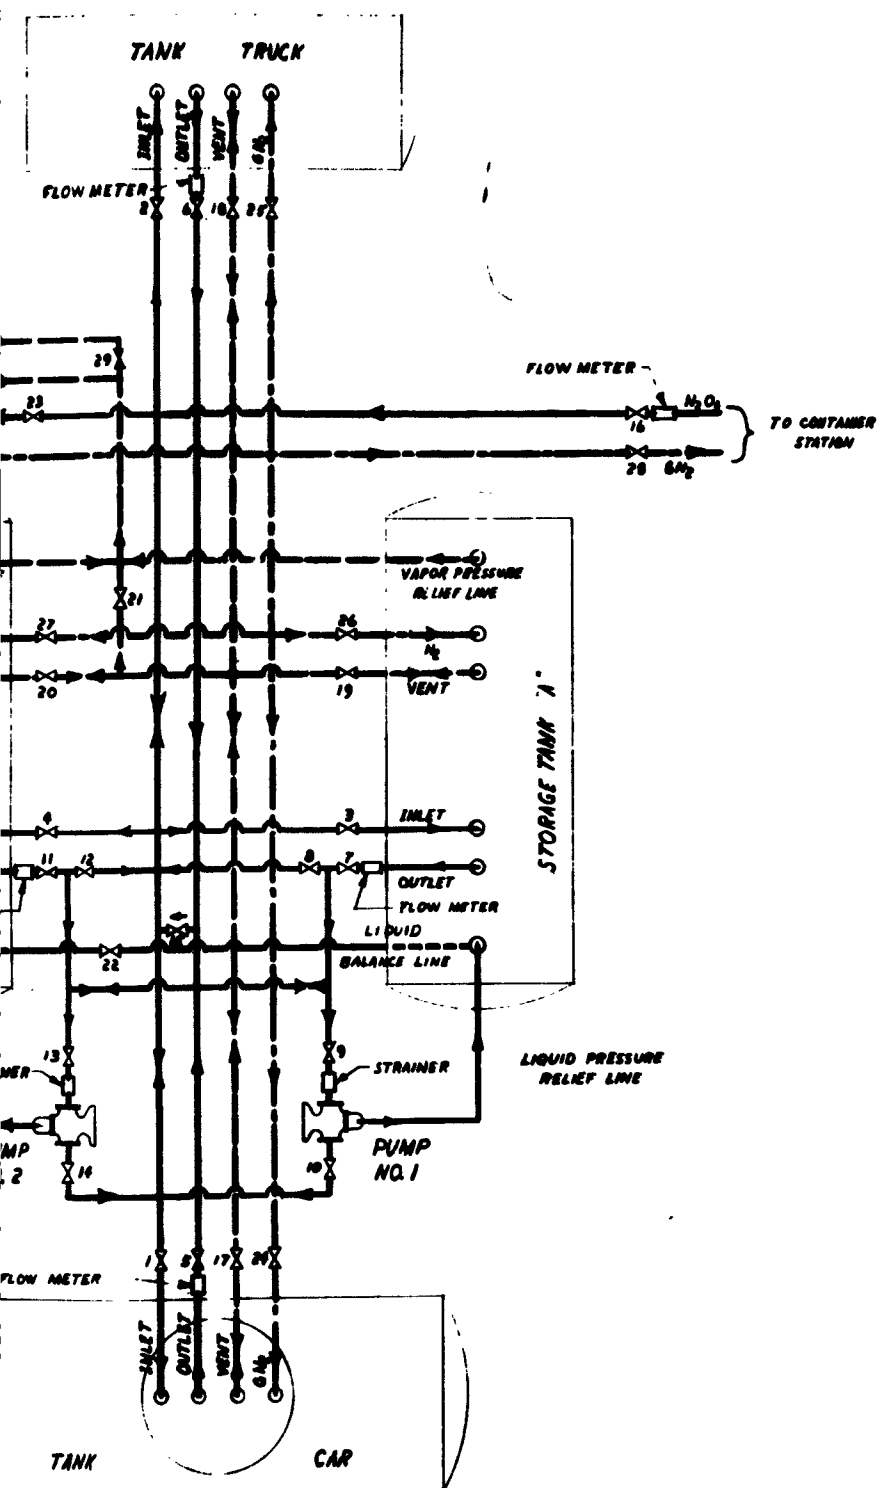 TANK TRUCK
INLET
OUTLET
VENT
GN2
FLOW METER
2
6
18
25
29
FLOW METER
23
N2O4
16
TO CONTAINER
STATION
28 GN2
VAPOR PRESSURE
RELIEF LINE
21
27
26
N2
20
19
VENT
STORAGE TANK "A"
4
3
INLET
11
12
8
7
OUTLET
FLOW METER
LIQUID
22
BALANCE LINE
13
9
NER
STRAINER
LIQUID PRESSURE
RELIEF LINE
MP
. 2
14
10
PUMP
NO. 1
1
5
17
24
FLOW METER
INLET
OUTLET
VENT
GN2
TANK CAR